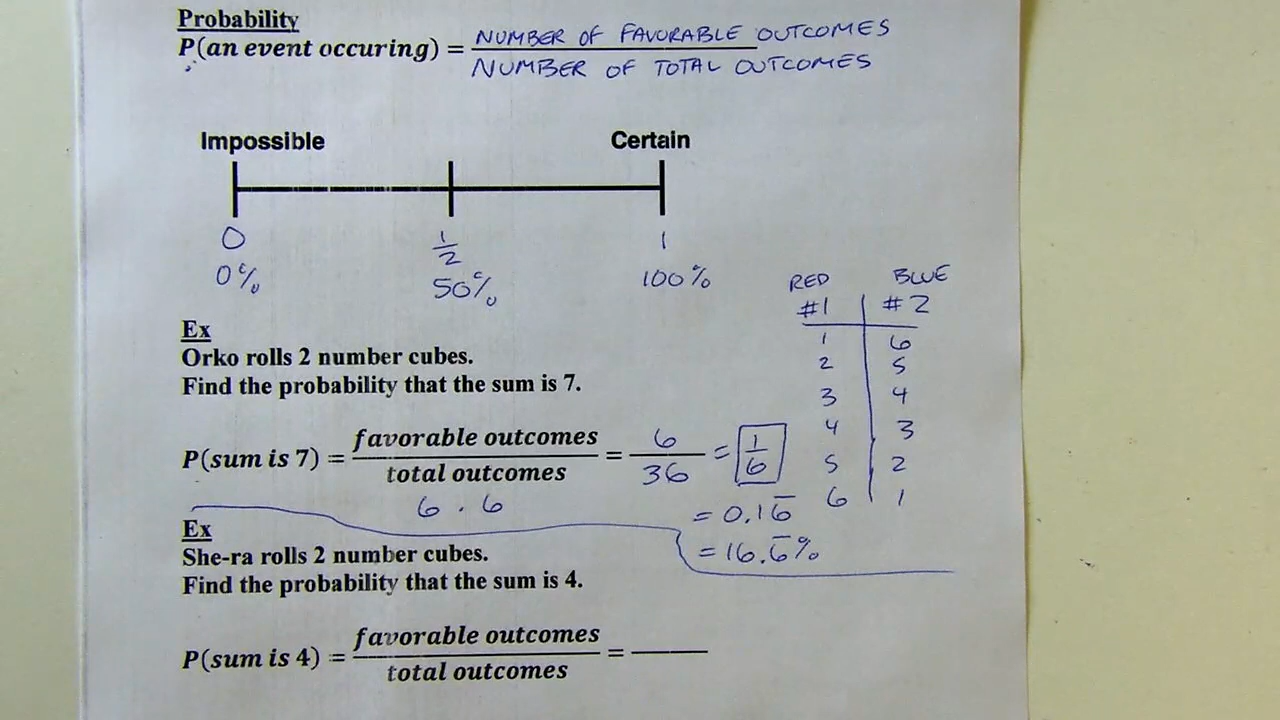 Probability
P(an event occuring) = NUMBER OF FAVORABLE OUTCOMES
NUMBER OF TOTAL OUTCOMES
Impossible Certain
0 1/2 1
0% 50% 100%
RED BLUE
#1 #2
1 6
2 5
3 4
4 3
5 2
6 1
Ex
Orko rolls 2 number cubes.
Find the probability that the sum is 7.
P(sum is 7) = favorable outcomes / total outcomes = 6/36 = 1/6
6 . 6
= 0.16̅
= 16.6̅%
Ex
She-ra rolls 2 number cubes.
Find the probability that the sum is 4.
P(sum is 4) = favorable outcomes / total outcomes =